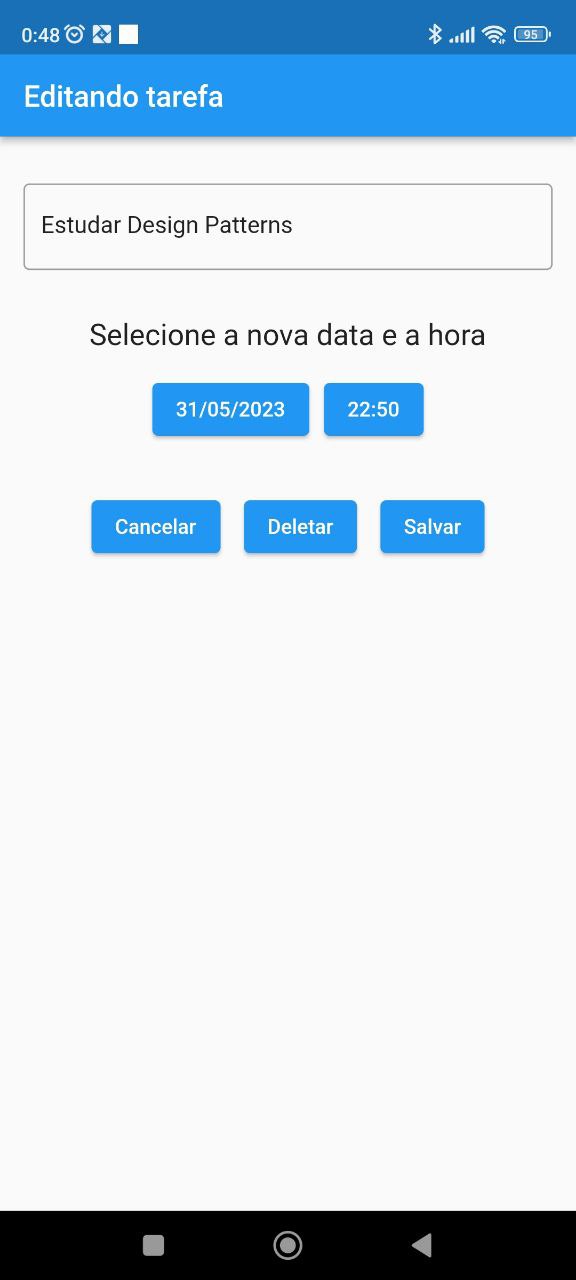 0:48 95
Editando tarefa
Estudar Design Patterns
Selecione a nova data e a hora
31/05/2023 22:50
Cancelar Deletar Salvar